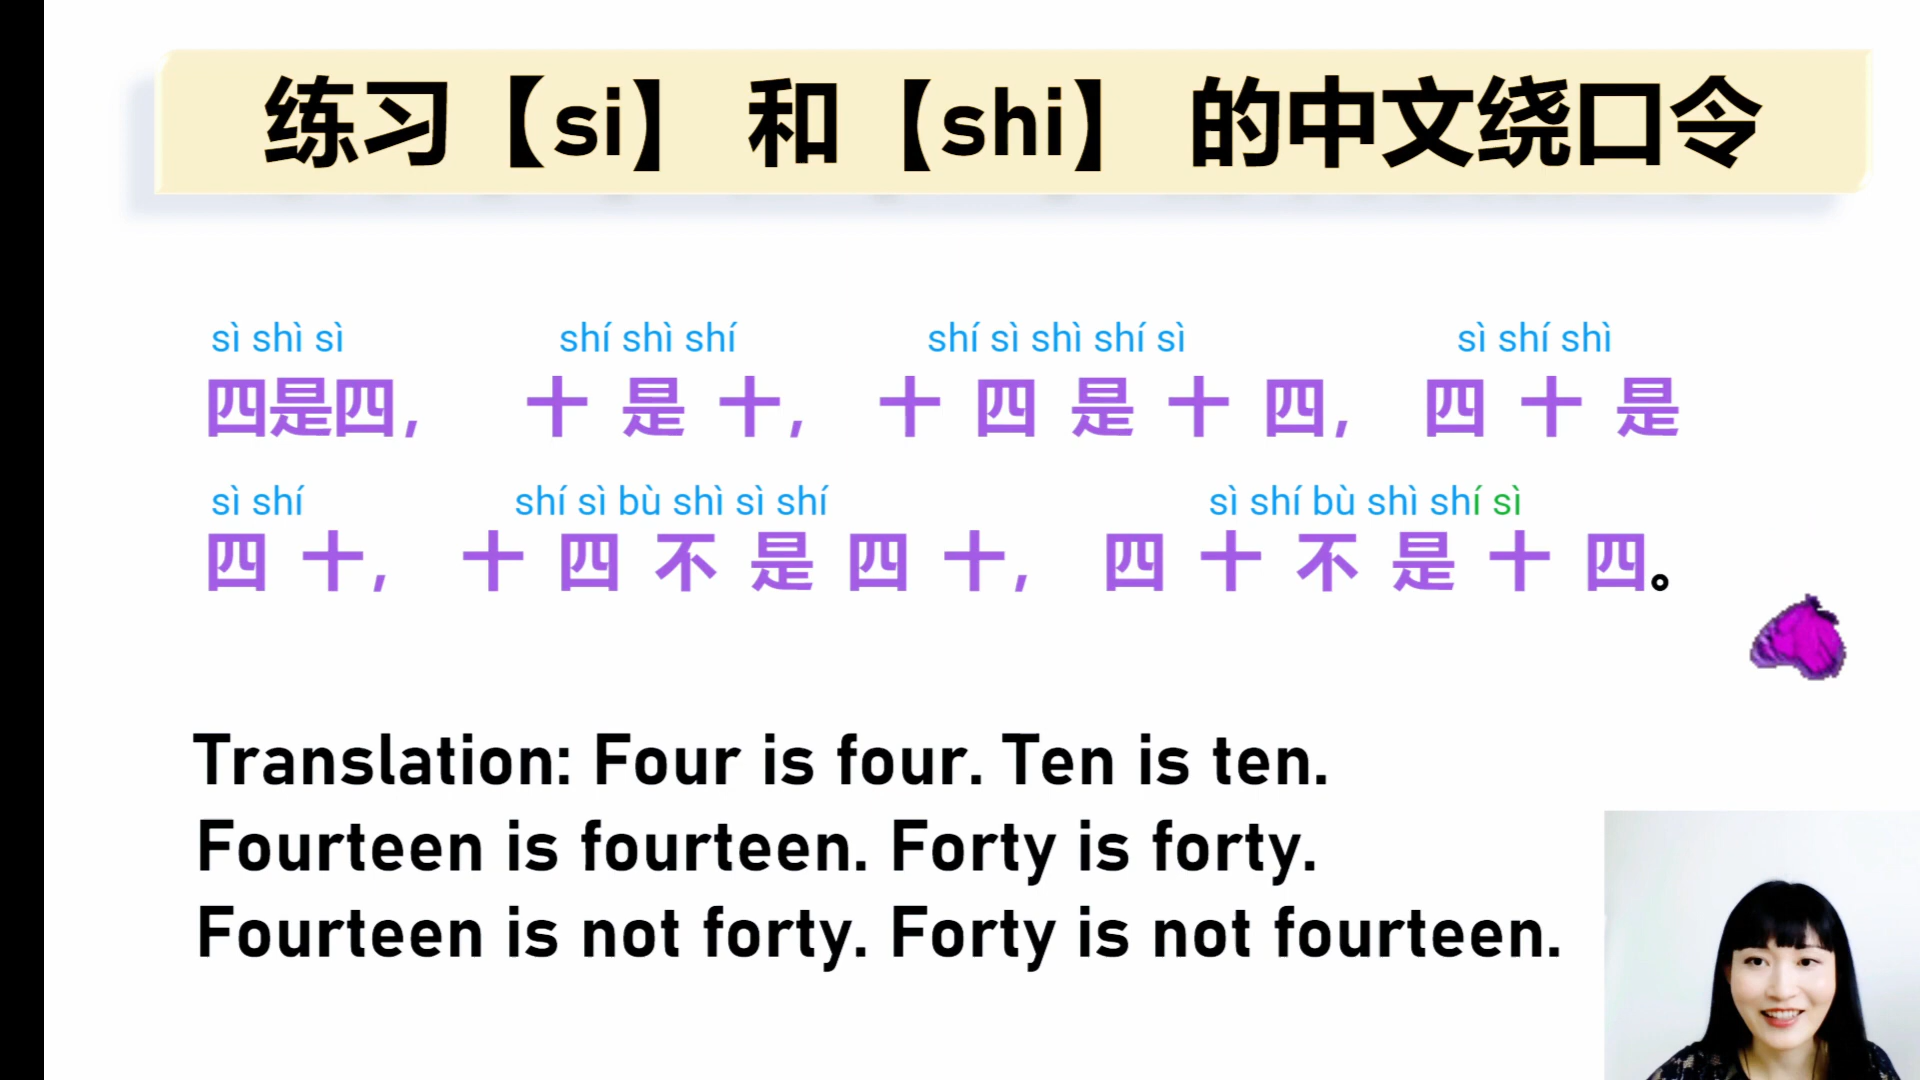 练习【si】 和【shi】 的中文绕口令
sì shì sì shí shì shí shí sì shì shí sì sì shí shì
四是四, 十是十, 十四是十四, 四十是
sì shí shí sì bù shì sì shí sì shí bù shì shí sì
四十, 十四不是四十, 四十不是十四。
Translation: Four is four. Ten is ten.
Fourteen is fourteen. Forty is forty.
Fourteen is not forty. Forty is not fourteen.